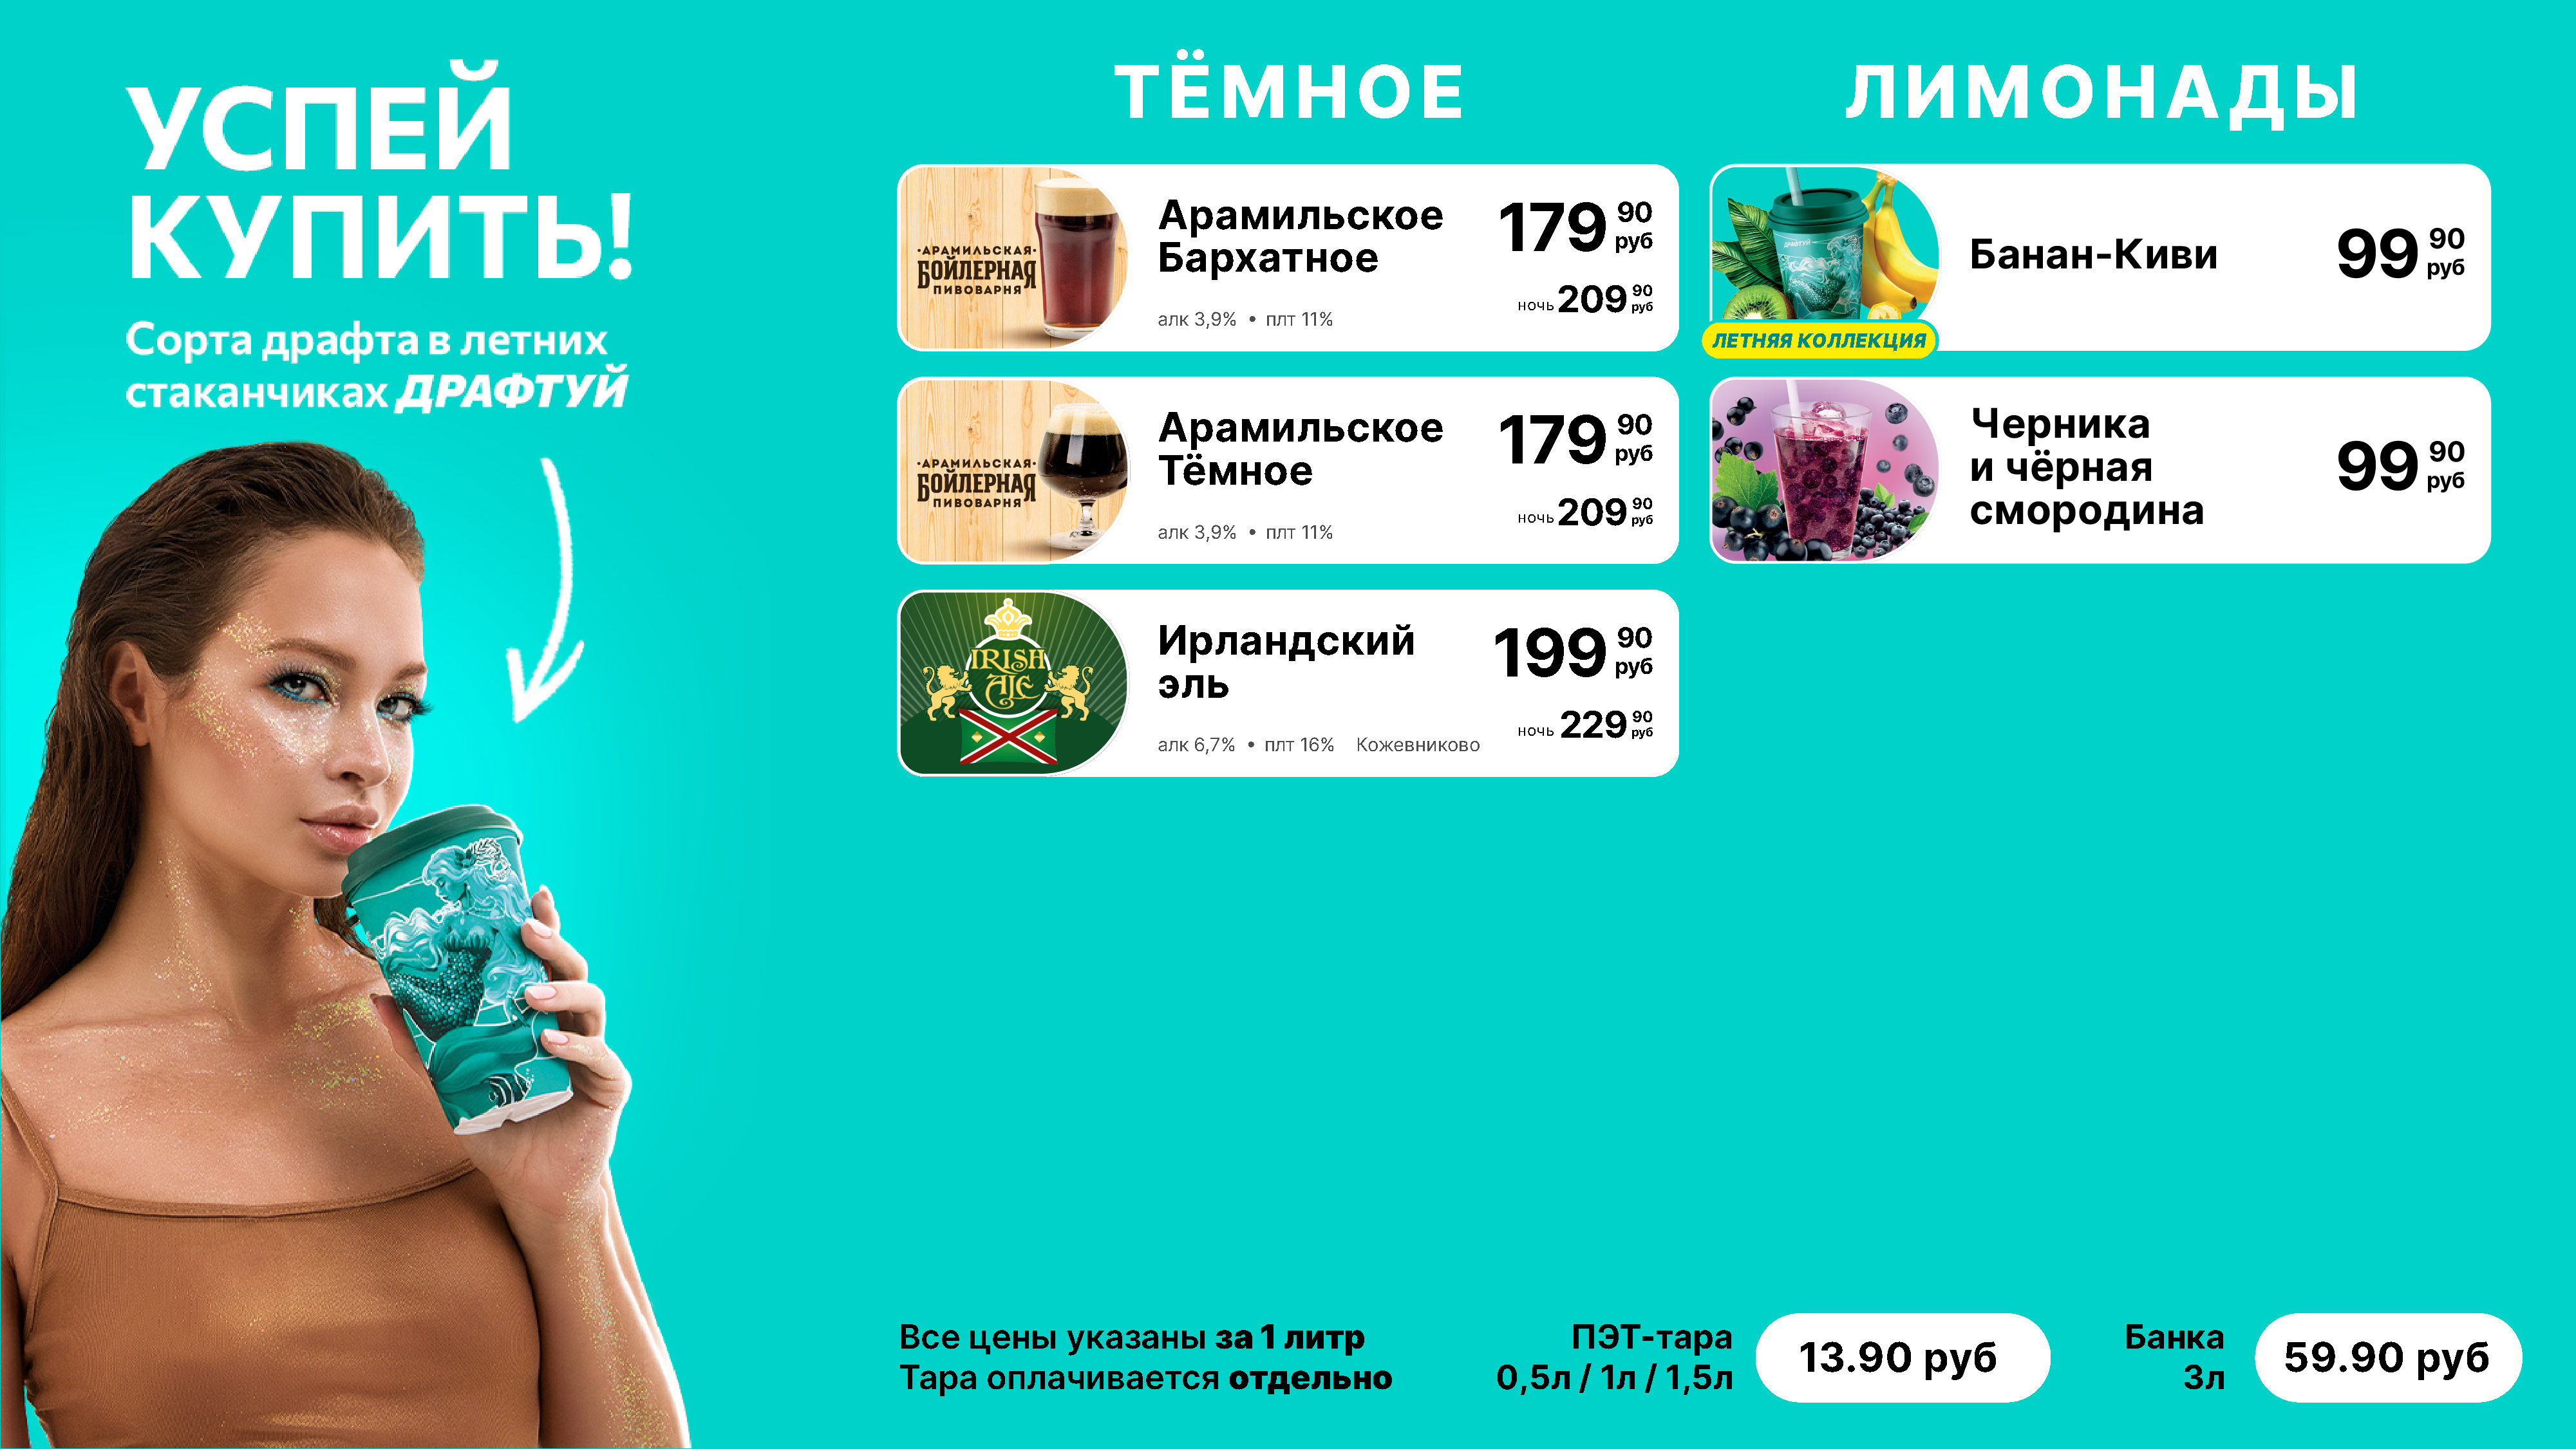 УСПЕЙ
КУПИТЬ!
Сорта драфта в летних
стаканчиках ДРАФТУЙ
ТЁМНОЕ
·АРАМИЛЬСКАЯ·
БОЙЛЕРНАЯ
ПИВОВАРНЯ
Арамильское
Бархатное
алк 3,9% • плт 11%
179 90 руб
ночь 209 90 руб
·АРАМИЛЬСКАЯ·
БОЙЛЕРНАЯ
ПИВОВАРНЯ
Арамильское
Тёмное
алк 3,9% • плт 11%
179 90 руб
ночь 209 90 руб
IRISH
ALE
Ирландский
эль
алк 6,7% • плт 16% Кожевниково
199 90 руб
ночь 229 90 руб
ЛИМОНАДЫ
ДРАФТУЙ
ЛЕТНЯЯ КОЛЛЕКЦИЯ
Банан-Киви
99 90 руб
Черника
и чёрная
смородина
99 90 руб
Все цены указаны за 1 литр
Тара оплачивается отдельно
ПЭТ-тара
0,5л / 1л / 1,5л
13.90 руб
Банка
3л
59.90 руб